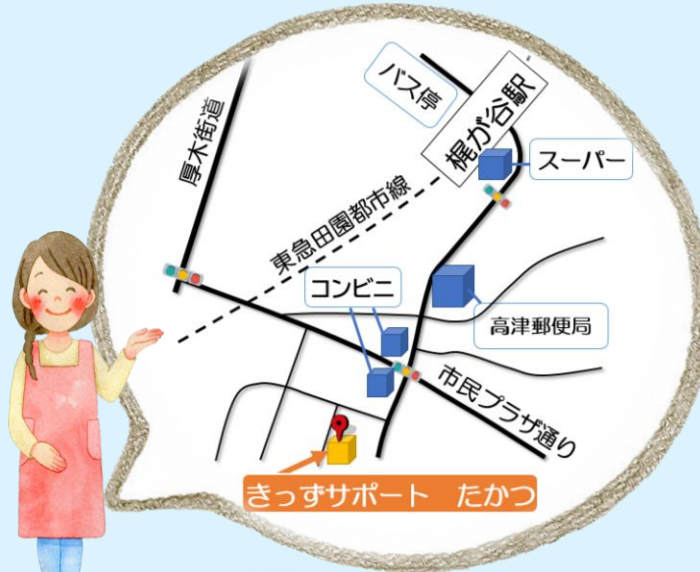 バス停
梶が谷駅
スーパー
厚木街道
東急田園都市線
コンビニ
高津郵便局
市民プラザ通り
きっずサポート　たかつ